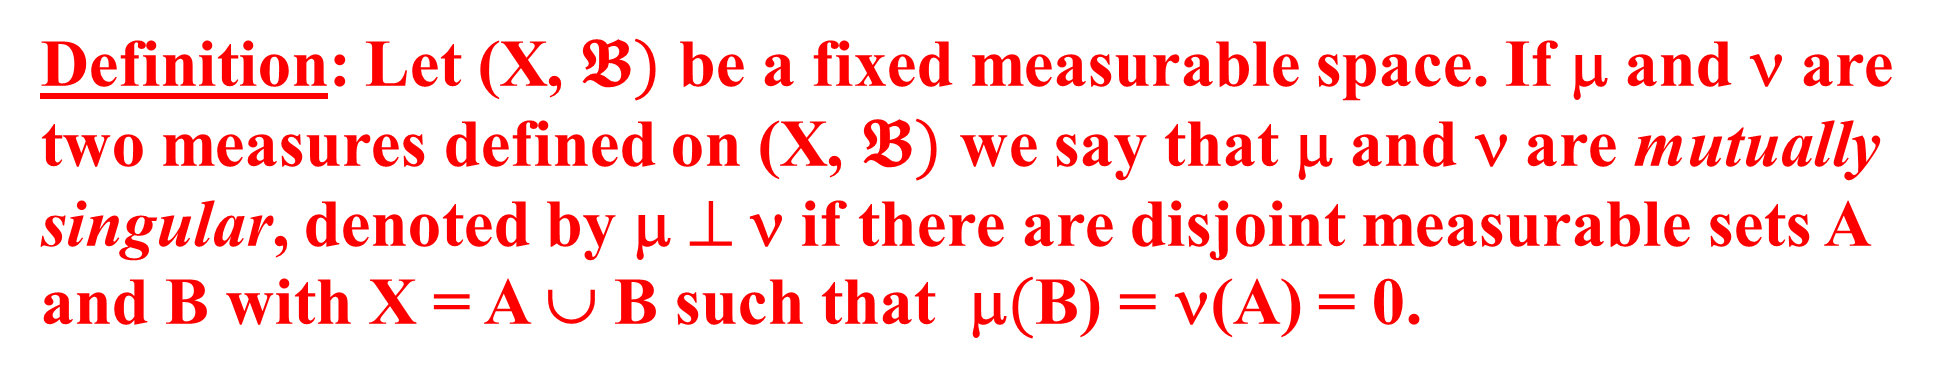 Definition: Let (X, 𝕭) be a fixed measurable space. If μ and ν are
two measures defined on (X, 𝕭) we say that μ and ν are mutually
singular, denoted by μ ⊥ ν if there are disjoint measurable sets A
and B with X = A ∪ B such that μ(B) = ν(A) = 0.